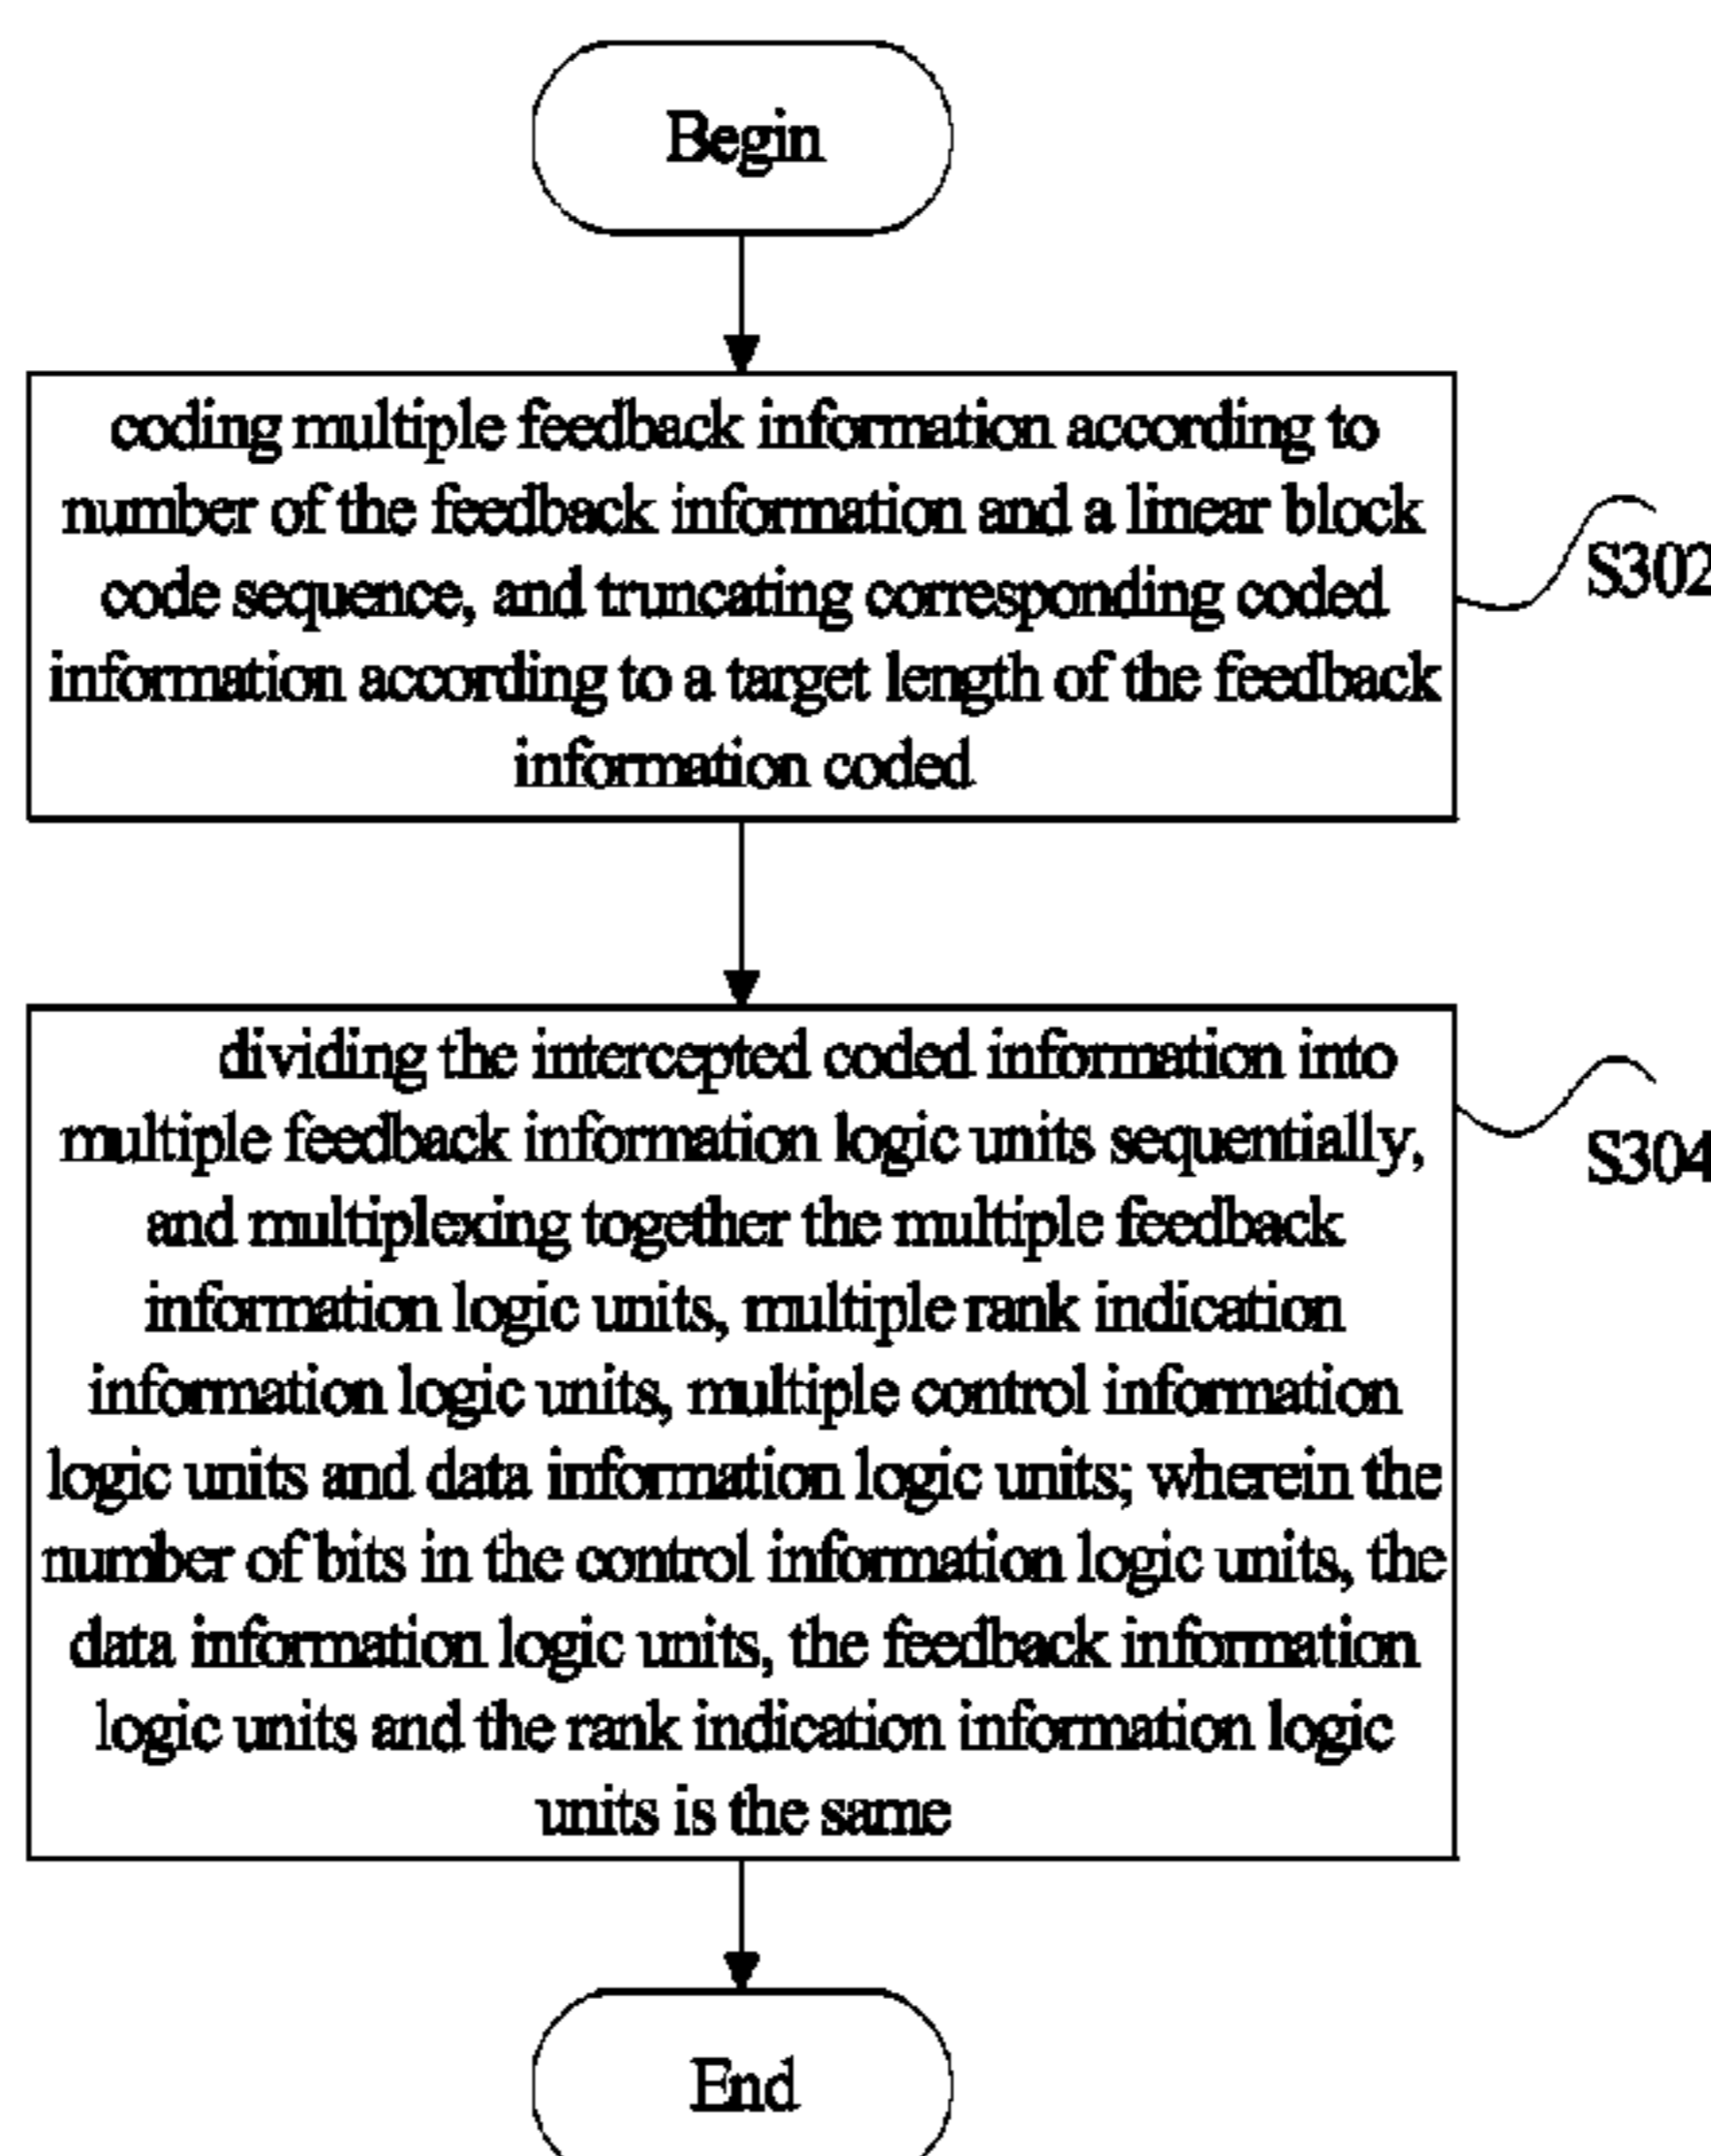 Begin
coding multiple feedback information according to
number of the feedback information and a linear block
code sequence, and truncating corresponding coded
information according to a target length of the feedback
information coded
S302
dividing the intercepted coded information into
multiple feedback information logic units sequentially,
and multiplexing together the multiple feedback
information logic units, multiple rank indication
information logic units, multiple control information
logic units and data information logic units; wherein the
number of bits in the control information logic units, the
data information logic units, the feedback information
logic units and the rank indication information logic
units is the same
S304
End